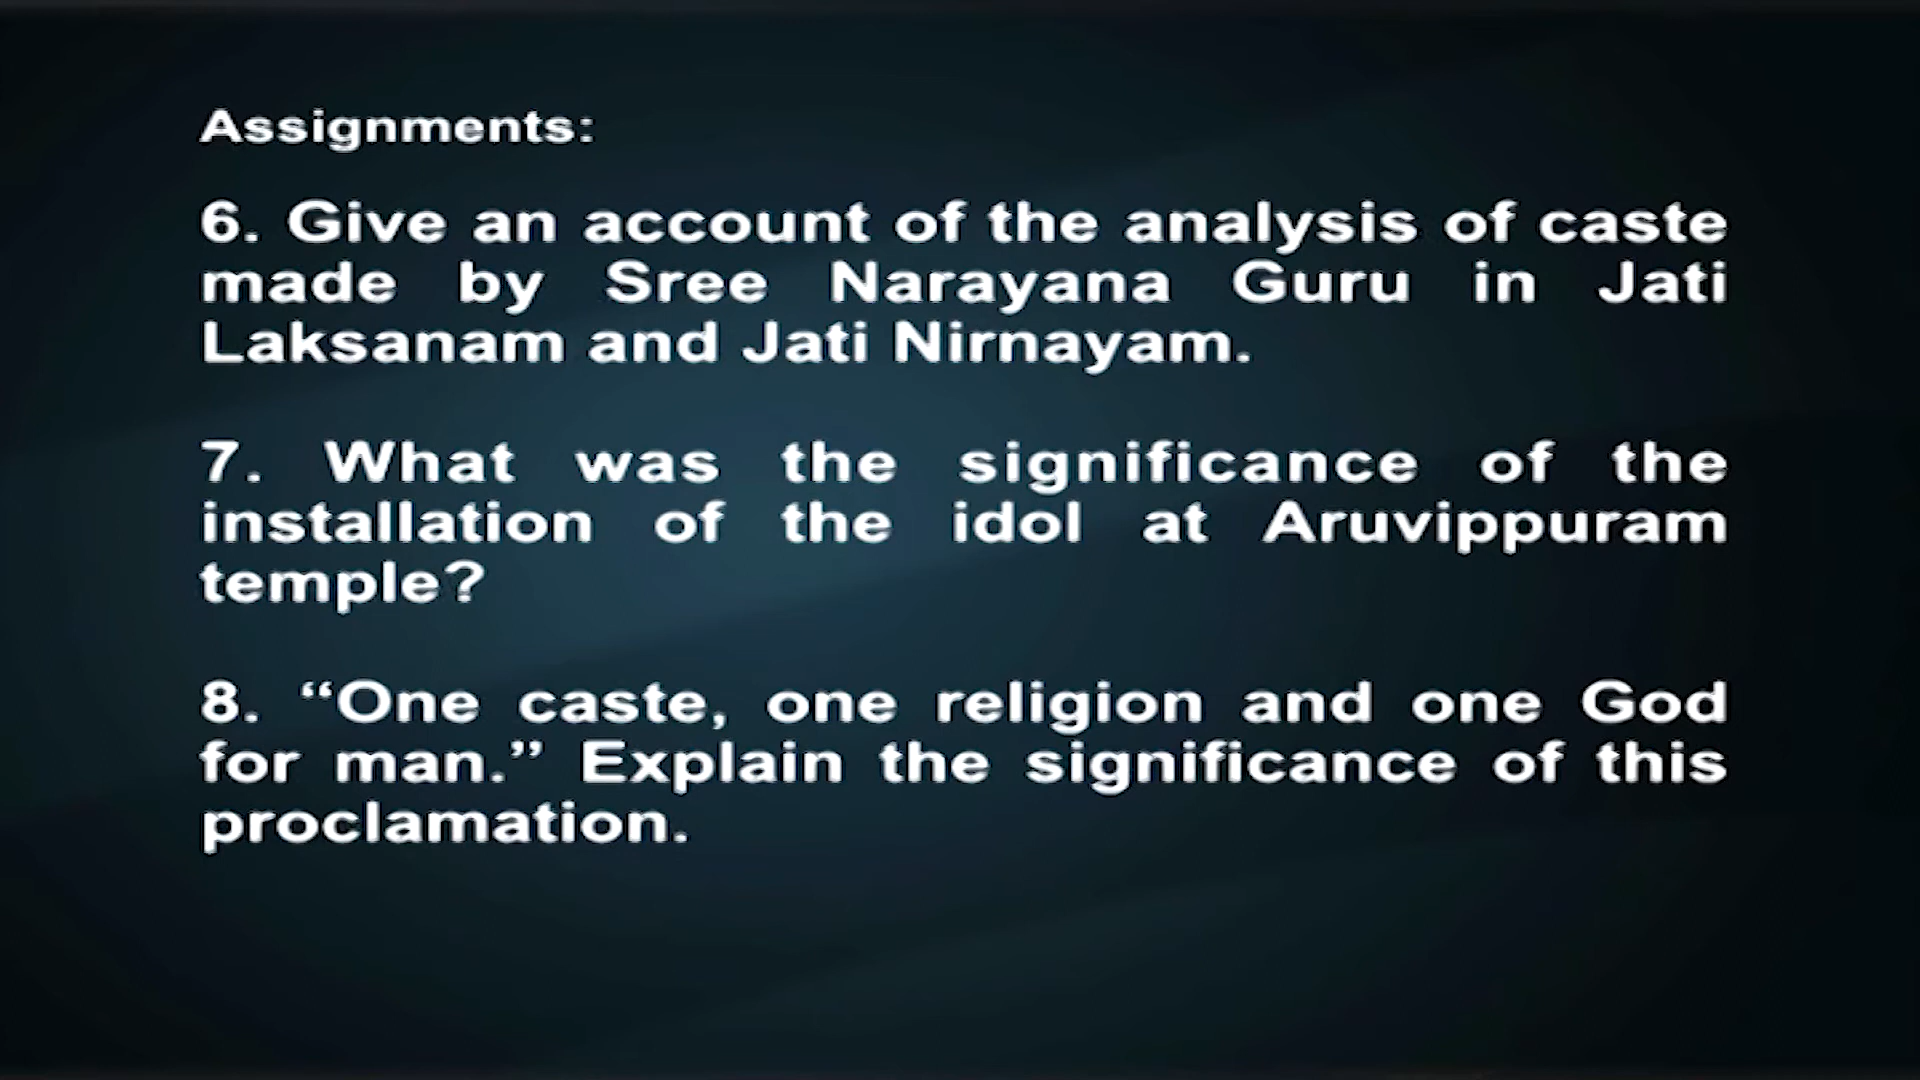 Assignments:
6. Give an account of the analysis of caste
made by Sree Narayana Guru in Jati
Laksanam and Jati Nirnayam.
7. What was the significance of the
installation of the idol at Aruvippuram
temple?
8. “One caste, one religion and one God
for man.” Explain the significance of this
proclamation.